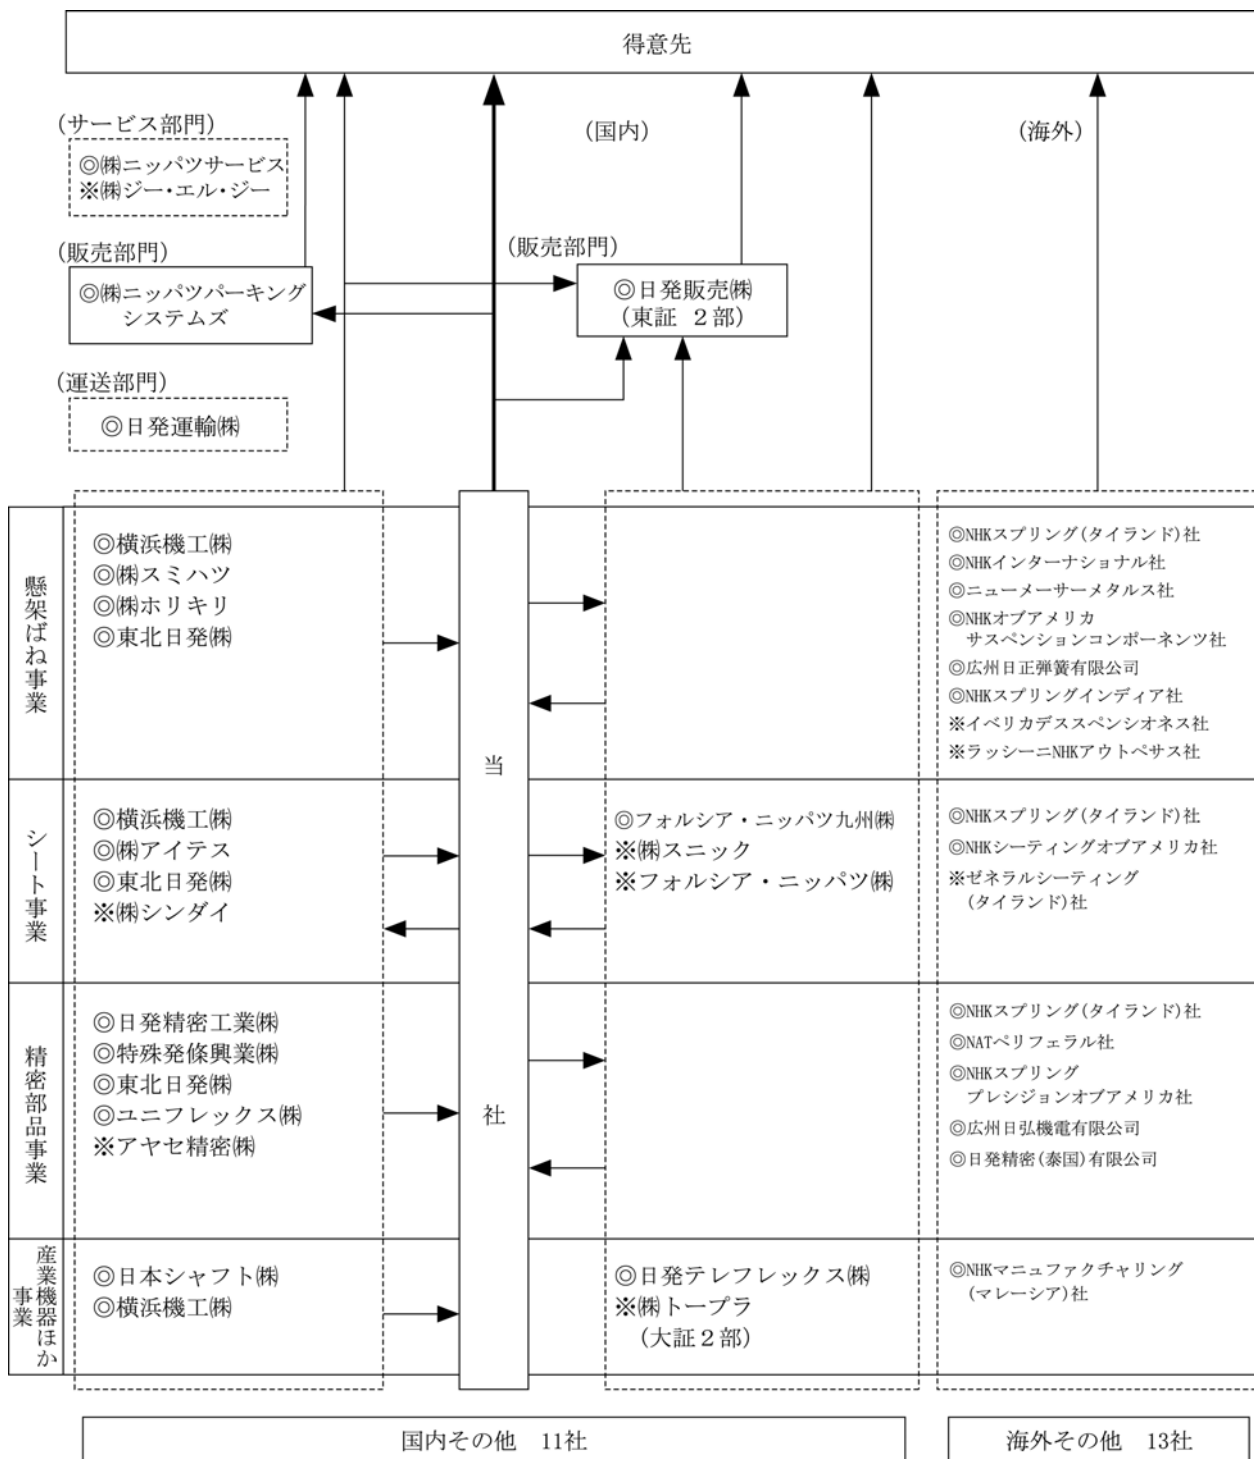 得意先
(サービス部門)
◎㈱ニッパツサービス
※㈱ジー・エル・ジー
(国内)
(海外)
(販売部門)
◎㈱ニッパツパーキング
システムズ
(販売部門)
◎日発販売㈱
(東証 2部)
(運送部門)
◎日発運輸㈱
当社
懸架ばね事業
◎横浜機工㈱
◎㈱スミハツ
◎㈱ホリキリ
◎東北日発㈱
◎NHKスプリング(タイランド)社
◎NHKインターナショナル社
◎ニューメーサーメタルス社
◎NHKオブアメリカ
サスペンションコンポーネンツ社
◎広州日正弾簧有限公司
◎NHKスプリングインディア社
※イベリカデススペンシオネス社
※ラッシーニNHKアウトペサス社
シート事業
◎横浜機工㈱
◎㈱アイテス
◎東北日発㈱
※㈱シンダイ
◎フォルシア・ニッパツ九州㈱
※㈱スニック
※フォルシア・ニッパツ㈱
◎NHKスプリング(タイランド)社
◎NHKシーティングオブアメリカ社
※ゼネラルシーティング
(タイランド)社
精密部品事業
◎日発精密工業㈱
◎特殊発條興業㈱
◎東北日発㈱
◎ユニフレックス㈱
※アヤセ精密㈱
◎NHKスプリング(タイランド)社
◎NATペリフェラル社
◎NHKスプリング
プレシジョンオブアメリカ社
◎広州日弘機電有限公司
◎日発精密(泰国)有限公司
産業機器ほか
事業
◎日本シャフト㈱
◎横浜機工㈱
◎日発テレフレックス㈱
※㈱トープラ
(大証2部)
◎NHKマニュファクチャリング
(マレーシア)社
国内その他 11社
海外その他 13社